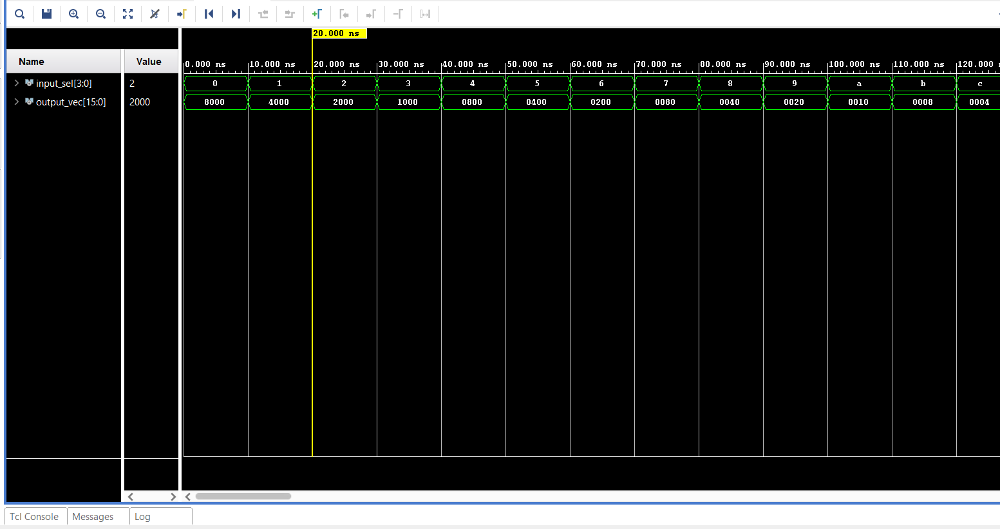 20.000 ns
Name Value 0.000 ns 10.000 ns 20.000 ns 30.000 ns 40.000 ns 50.000 ns 60.000 ns 70.000 ns 80.000 ns 90.000 ns 100.000 ns 110.000 ns 120.000
input_sel[3:0] 2 0 1 2 3 4 5 6 7 8 9 a b c
output_vec[15:0] 2000 8000 4000 2000 1000 0800 0400 0200 0080 0040 0020 0010 0008 0004
Tcl Console Messages Log